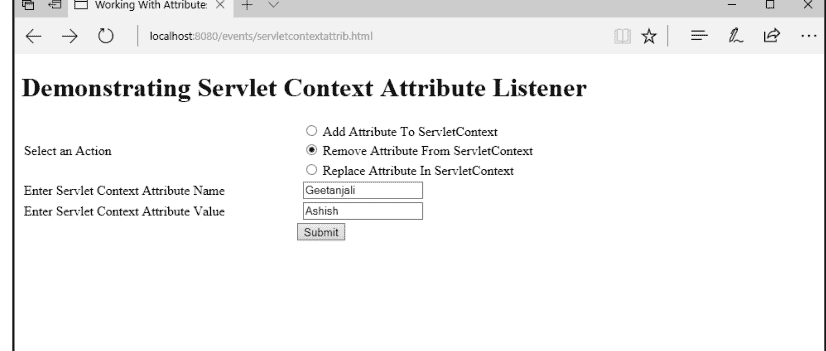 Working With Attribute:
localhost:8080/events/servletcontextattrib.html
Demonstrating Servlet Context Attribute Listener
Add Attribute To ServletContext
Select an Action
Remove Attribute From ServletContext
Replace Attribute In ServletContext
Enter Servlet Context Attribute Name
Geetanjali
Enter Servlet Context Attribute Value
Ashish
Submit